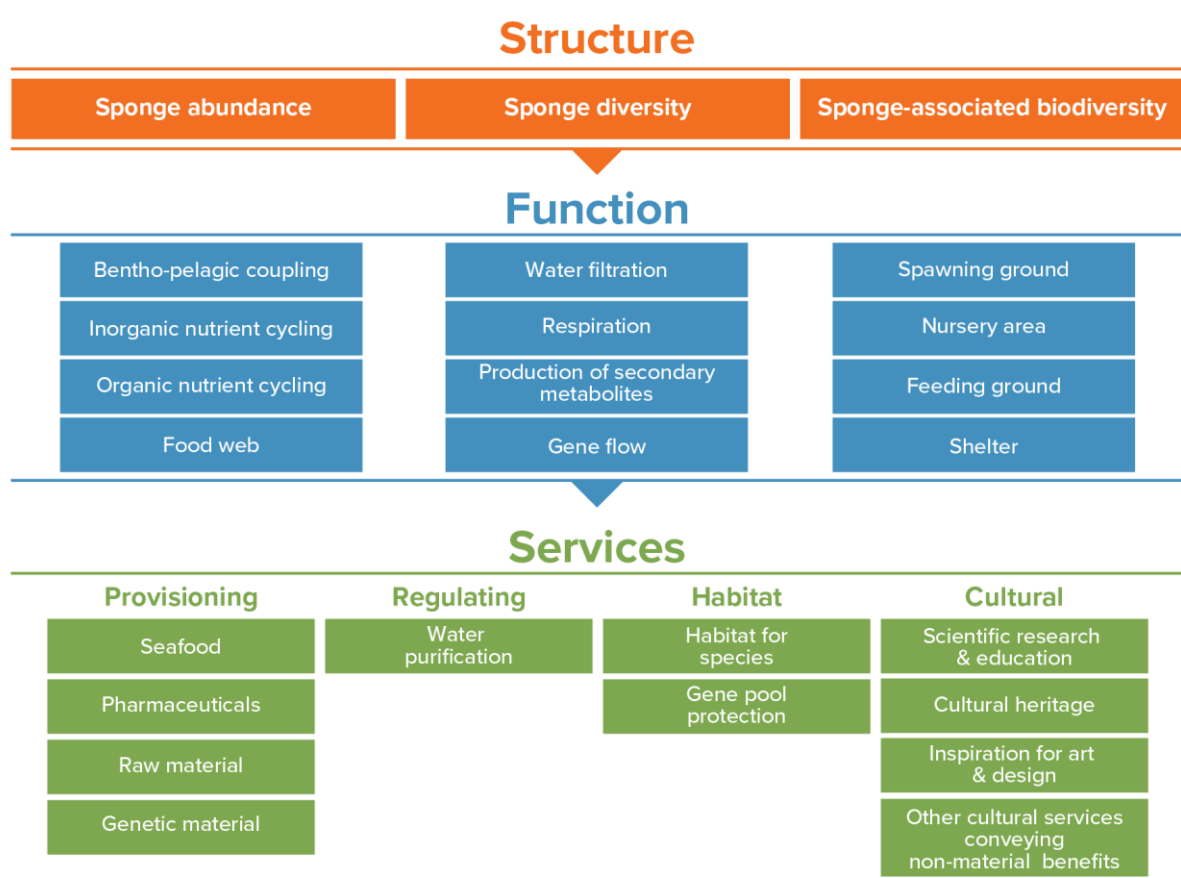 Structure
Sponge abundance
Sponge diversity
Sponge-associated biodiversity
Function
Bentho-pelagic coupling
Inorganic nutrient cycling
Organic nutrient cycling
Food web
Water filtration
Respiration
Production of secondary
metabolites
Gene flow
Spawning ground
Nursery area
Feeding ground
Shelter
Services
Provisioning
Seafood
Pharmaceuticals
Raw material
Genetic material
Regulating
Water
purification
Habitat
Habitat for
species
Gene pool
protection
Cultural
Scientific research
& education
Cultural heritage
Inspiration for art
& design
Other cultural services
conveying
non-material benefits